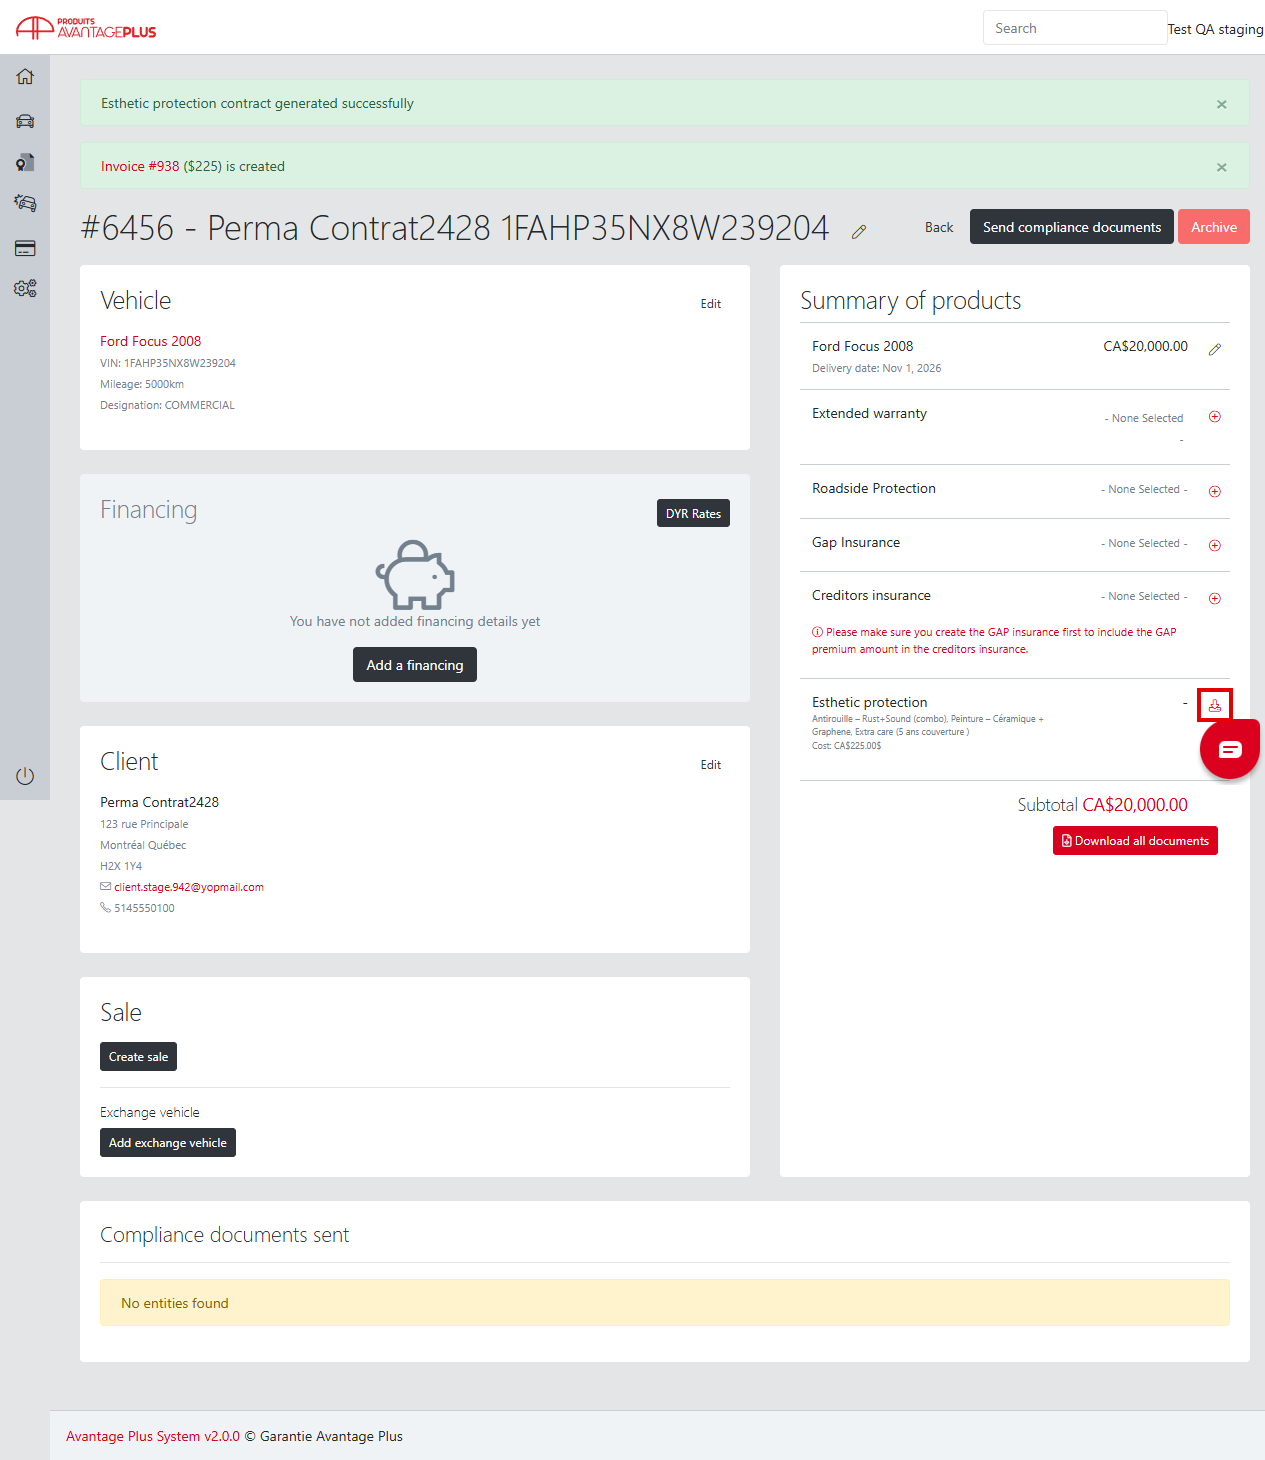 PRODUITS
AVANTAGEPLUS
Search
Test QA staging
Esthetic protection contract generated successfully
×
Invoice #938 ($225) is created
×
#6456 - Perma Contrat2428 1FAHP35NX8W239204
Back
Send compliance documents
Archive
Vehicle
Edit
Ford Focus 2008
VIN: 1FAHP35NX8W239204
Mileage: 5000km
Designation: COMMERCIAL
Financing
DYR Rates
You have not added financing details yet
Add a financing
Client
Edit
Perma Contrat2428
123 rue Principale
Montréal Québec
H2X 1Y4
client.stage.942@yopmail.com
5145550100
Sale
Create sale
Exchange vehicle
Add exchange vehicle
Summary of products
Ford Focus 2008 CA$20,000.00
Delivery date: Nov 1, 2026
Extended warranty - None Selected
-
Roadside Protection - None Selected -
Gap Insurance - None Selected -
Creditors insurance - None Selected -
Please make sure you create the GAP insurance first to include the GAP
premium amount in the creditors insurance.
Esthetic protection -
Antirouille – Rust+Sound (combo), Peinture – Céramique +
Graphene, Extra care (5 ans couverture )
Cost: CA$225.00$
Subtotal CA$20,000.00
Download all documents
Compliance documents sent
No entities found
Avantage Plus System v2.0.0 © Garantie Avantage Plus